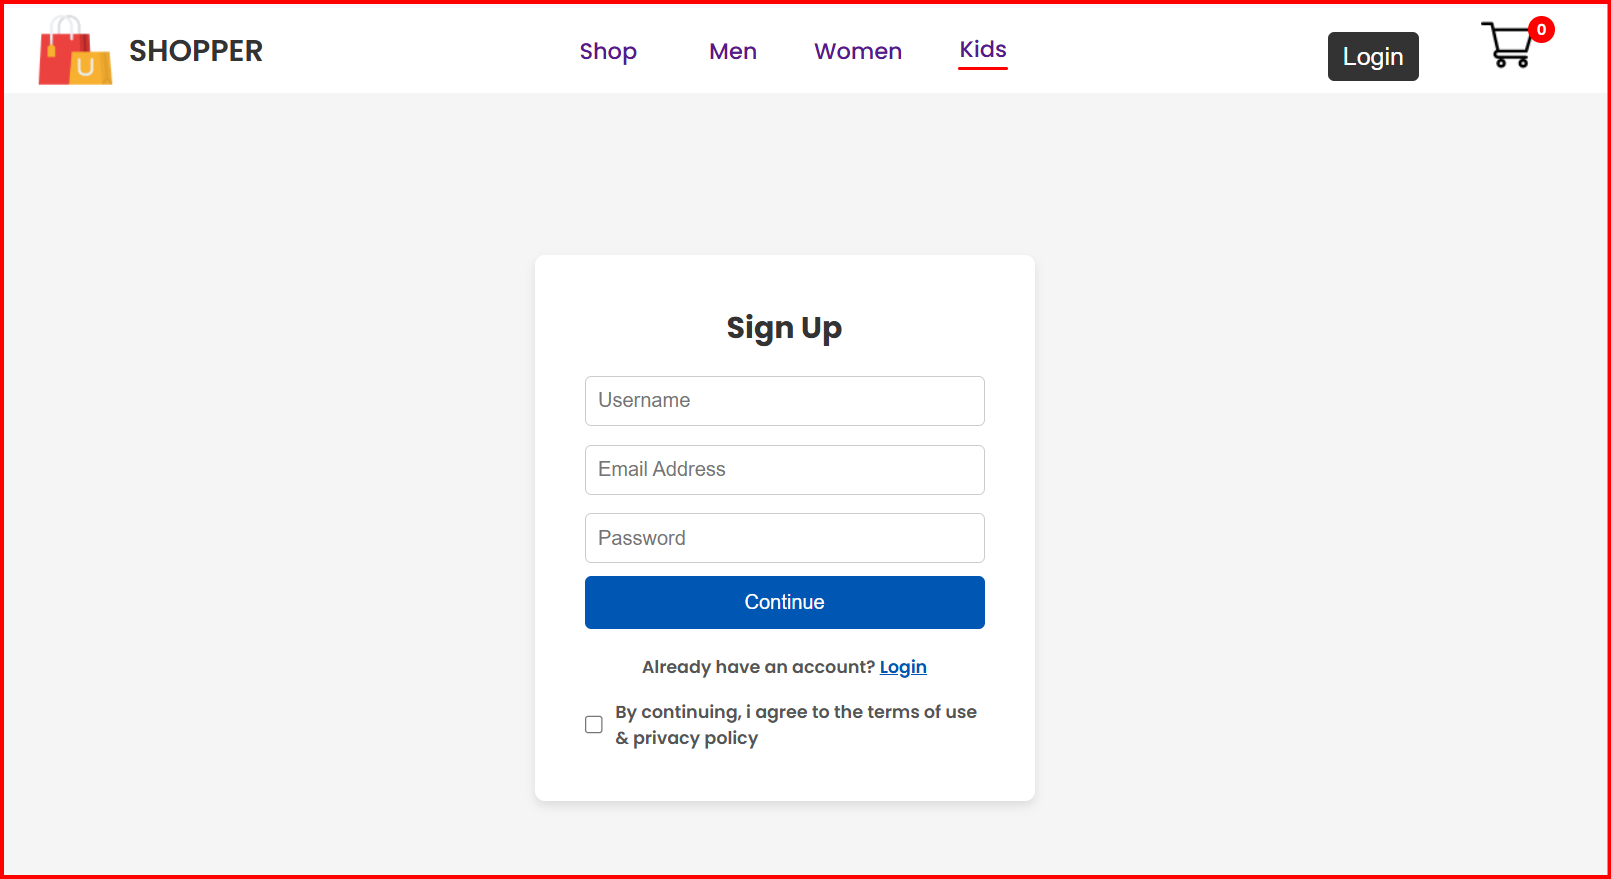 SHOPPER
Shop
Men
Women
Kids
Login
0
U
Sign Up
Username
Email Address
Password
Continue
Already have an account? Login
By continuing, i agree to the terms of use
& privacy policy